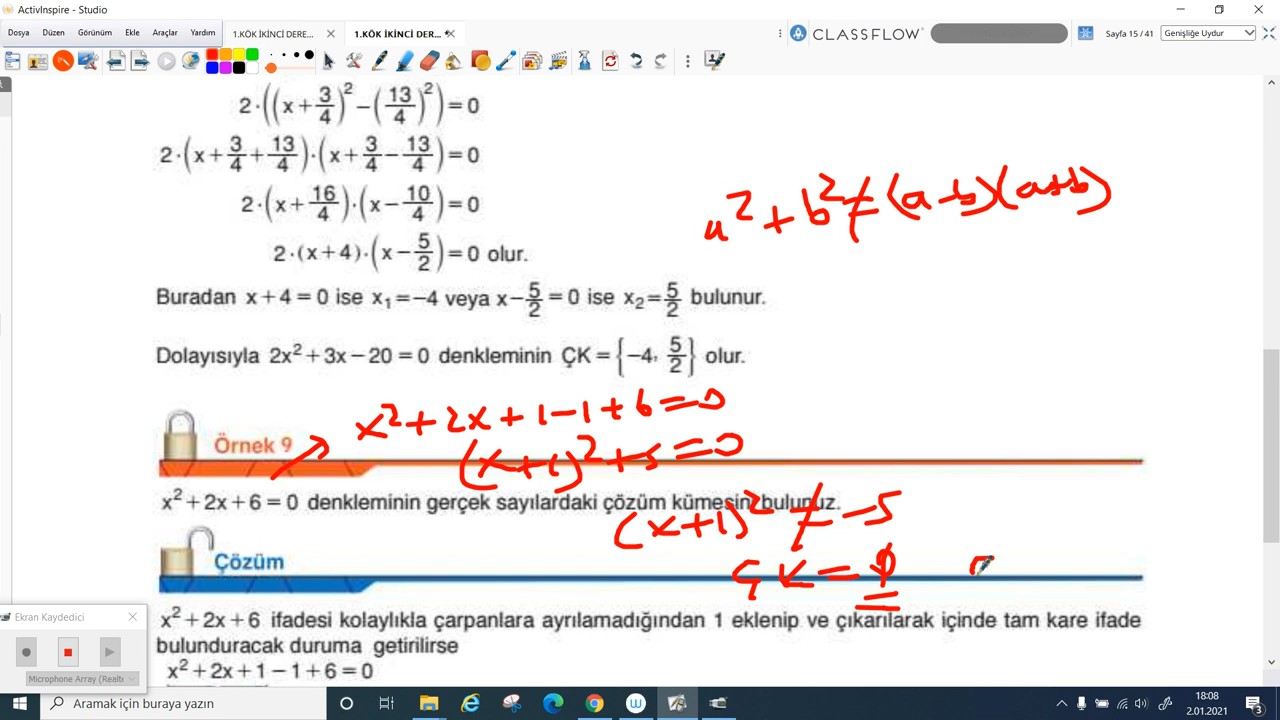 ActivInspire - Studio
Dosya Düzen Görünüm Ekle Araçlar Yardım
1.KÖK İKİNCİ DERE...
1.KÖK İKİNCİ DER...
CLASSFLOW
Sayfa 15 / 41
Genişliğe Uydur
2·((x+3/4)²−(13/4)²)=0
2·(x+3/4+13/4)·(x+3/4−13/4)=0
2·(x+16/4)·(x−10/4)=0
2·(x+4)·(x−5/2)=0 olur.
a²+b²≠(a-b)(a+b)
Buradan x+4=0 ise x₁=−4 veya x−5/2=0 ise x₂=5/2 bulunur.
Dolayısıyla 2x²+3x−20=0 denkleminin ÇK={−4, 5/2} olur.
x²+2x+1-1+6=0
Örnek 9
(x+1)²+5=0
x²+2x+6=0 denkleminin gerçek sayılardaki çözüm kümesini bulunuz.
(x+1)²≠-5
Çözüm
ÇK=∅
x²+2x+6 ifadesi kolaylıkla çarpanlara ayrılamadığından 1 eklenip ve çıkarılarak içinde tam kare ifade
bulunduracak duruma getirilirse
x²+2x+1−1+6=0
Ekran Kaydedici
Microphone Array (Realt
Aramak için buraya yazın
18:08
2.01.2021
3